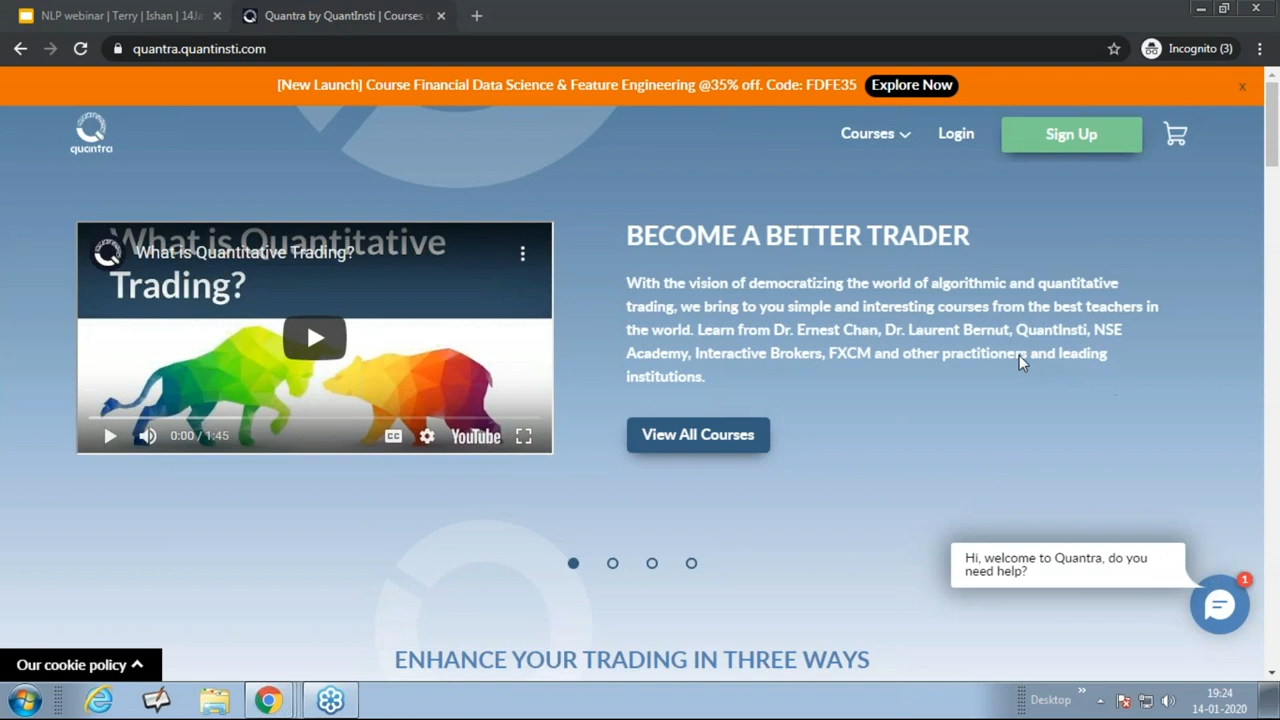 NLP webinar | Terry | Ishan | 14Ja
Quantra by QuantInsti | Courses
quantra.quantinsti.com
Incognito (3)
[New Launch] Course Financial Data Science & Feature Engineering @35% off. Code: FDFE35
Explore Now
x
quantra
Courses
Login
Sign Up
What is Quantitative Trading?
What is Quantitative
Trading?
0:00 / 1:45
CC
YouTube
BECOME A BETTER TRADER
With the vision of democratizing the world of algorithmic and quantitative
trading, we bring to you simple and interesting courses from the best teachers in
the world. Learn from Dr. Ernest Chan, Dr. Laurent Bernut, QuantInsti, NSE
Academy, Interactive Brokers, FXCM and other practitioners and leading
institutions.
View All Courses
Hi, welcome to Quantra, do you
need help?
1
ENHANCE YOUR TRADING IN THREE WAYS
Our cookie policy
Desktop
19:24
14-01-2020